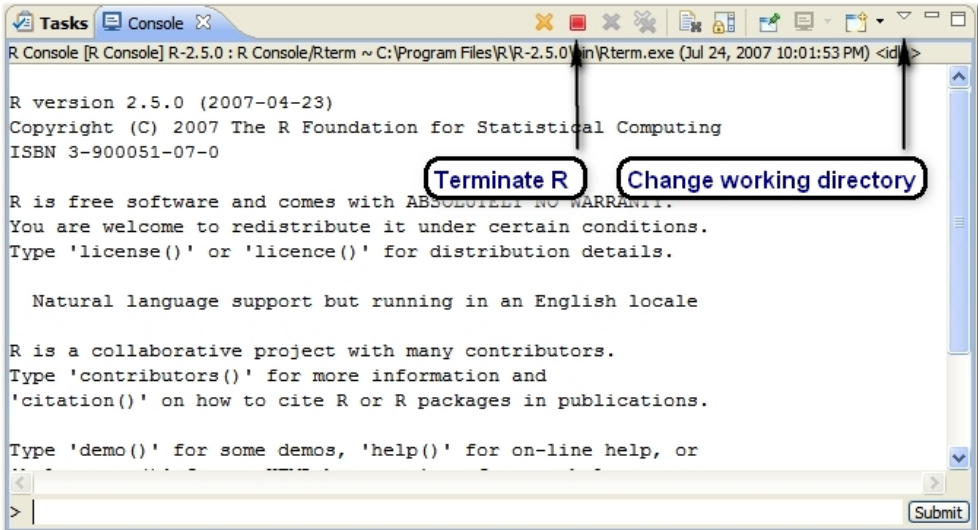 Tasks Console
R Console [R Console] R-2.5.0 : R Console/Rterm ~ C:\Program Files\R\R-2.5.0\bin\Rterm.exe (Jul 24, 2007 10:01:53 PM)
R version 2.5.0 (2007-04-23)
Copyright (C) 2007 The R Foundation for Statistical Computing
ISBN 3-900051-07-0
Terminate R Change working directory
R is free software and comes with ABSOLUTELY NO WARRANTY.
You are welcome to redistribute it under certain conditions.
Type 'license()' or 'licence()' for distribution details.
Natural language support but running in an English locale
R is a collaborative project with many contributors.
Type 'contributors()' for more information and
'citation()' on how to cite R or R packages in publications.
Type 'demo()' for some demos, 'help()' for on-line help, or
> Submit